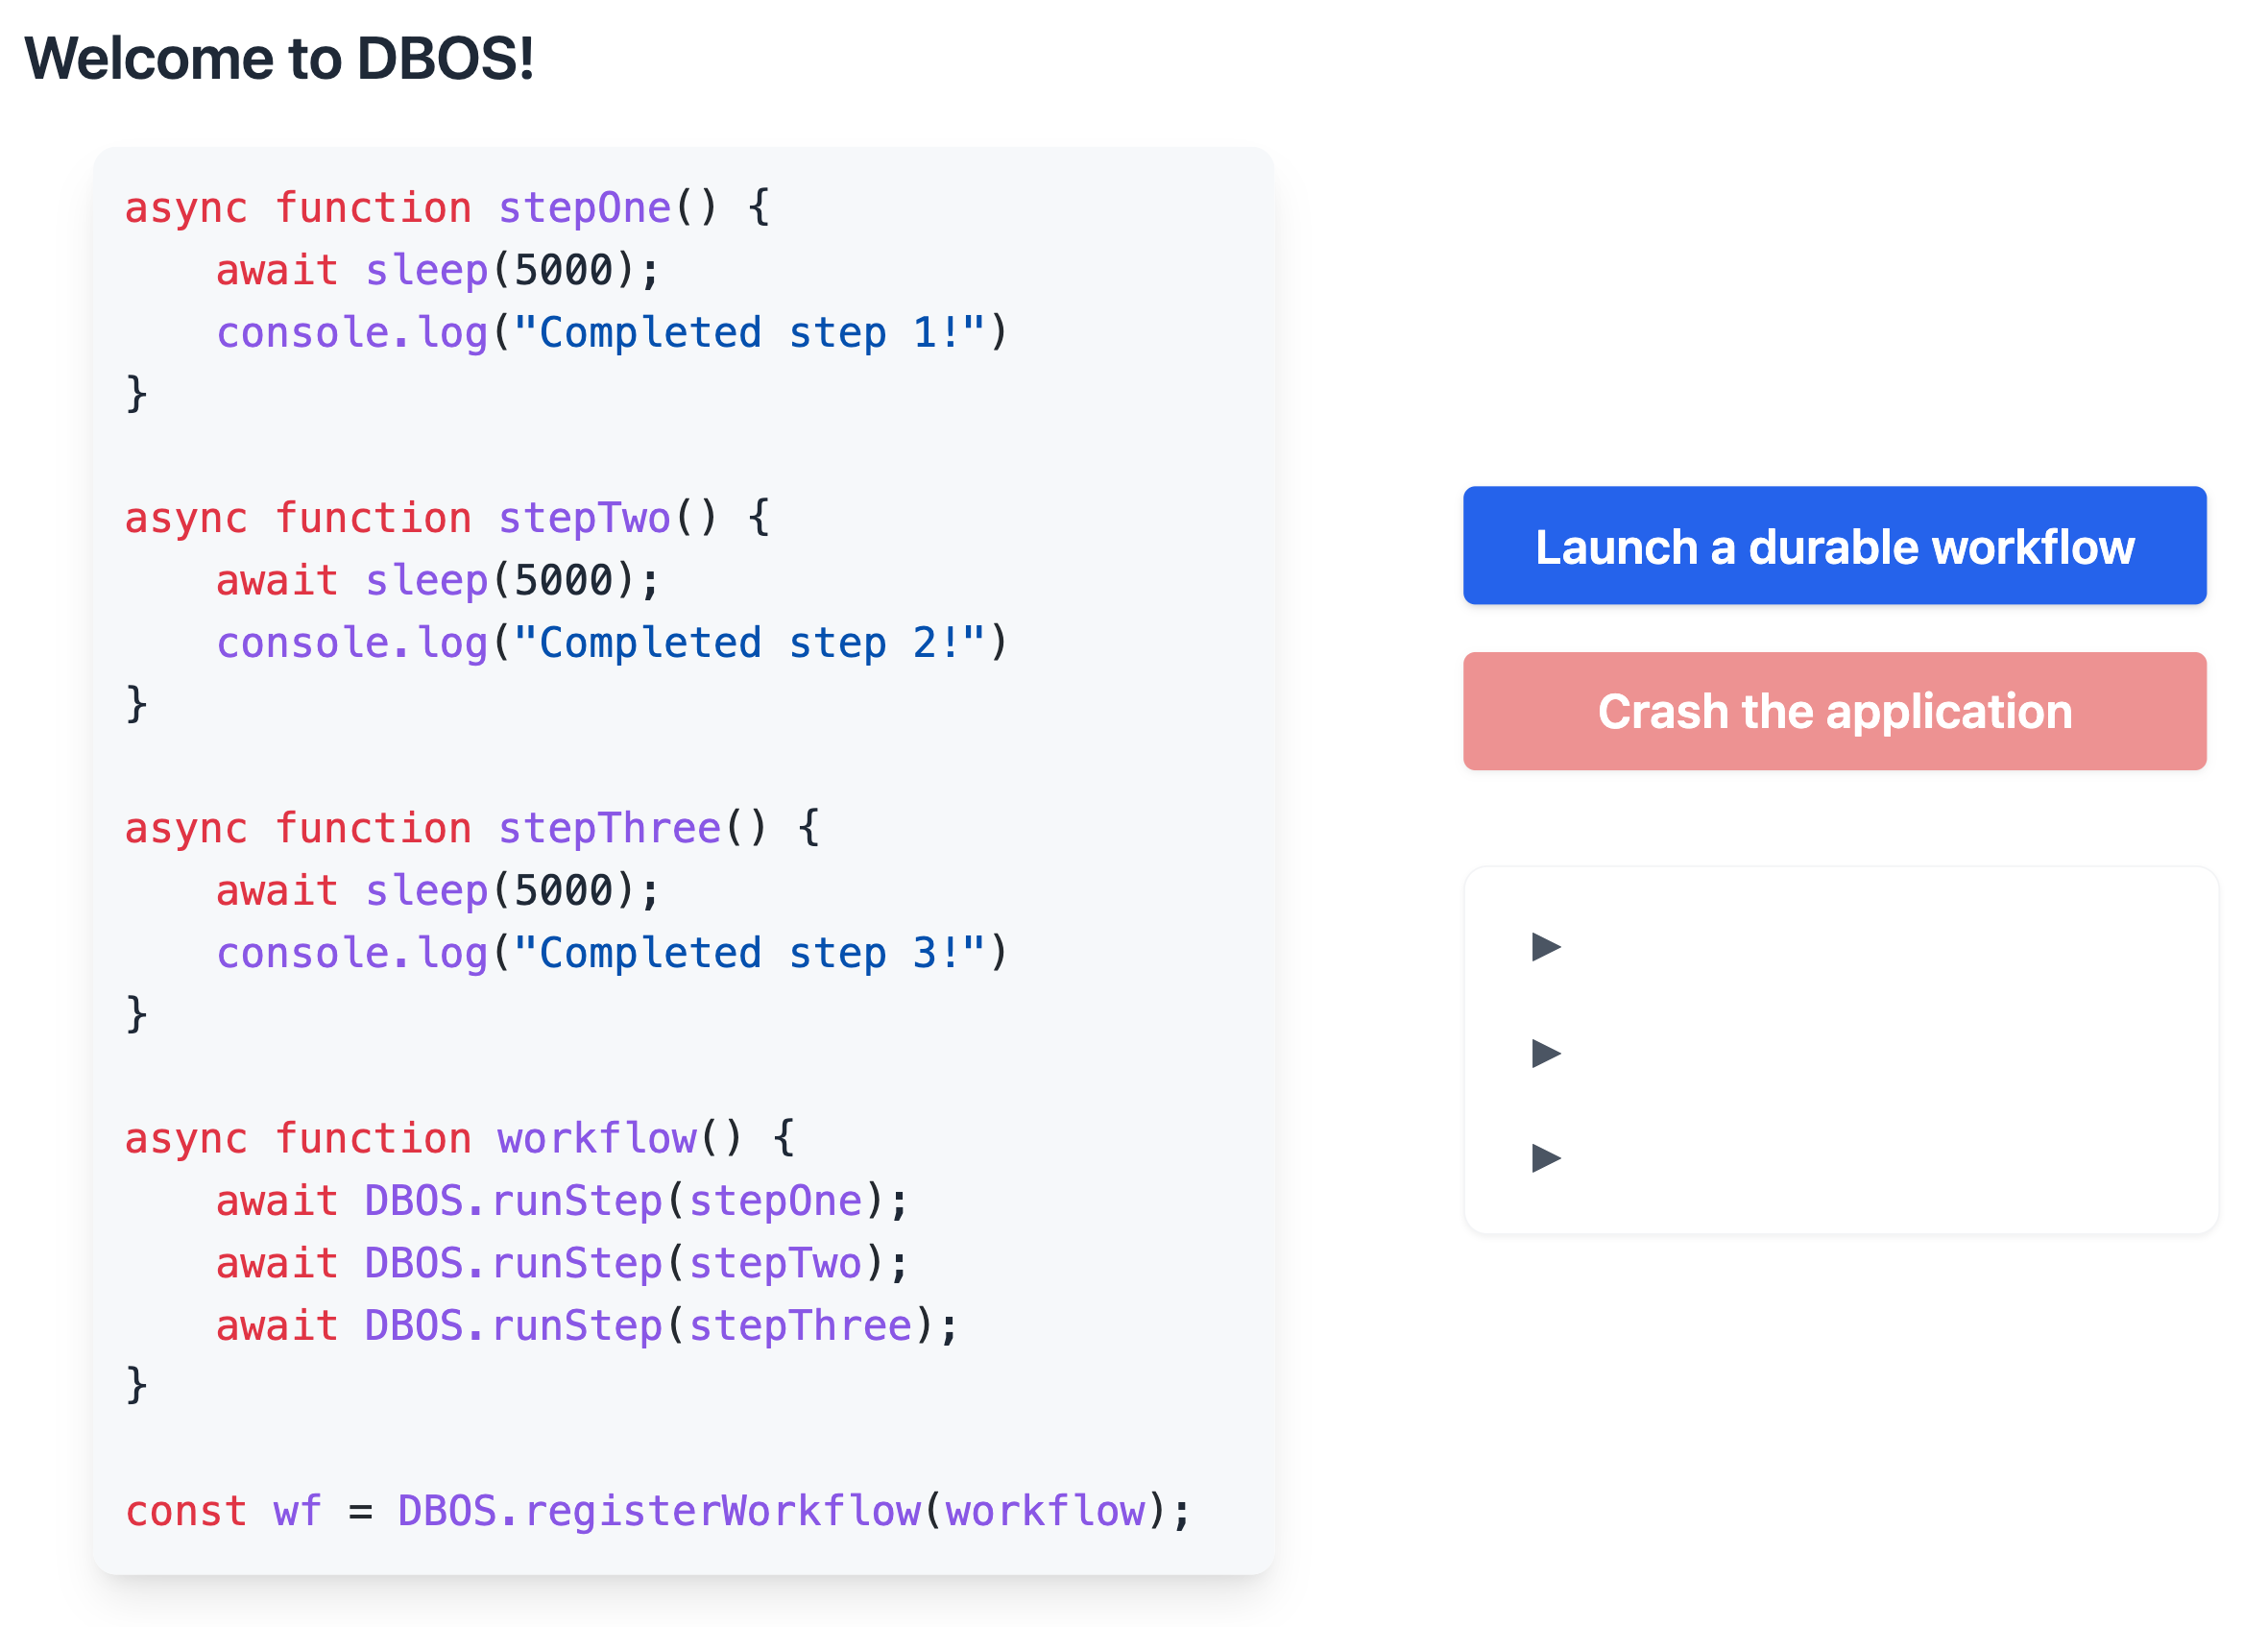 Welcome to DBOS!
async function stepOne() {
    await sleep(5000);
    console.log("Completed step 1!")
}
async function stepTwo() {
    await sleep(5000);
    console.log("Completed step 2!")
}
async function stepThree() {
    await sleep(5000);
    console.log("Completed step 3!")
}
async function workflow() {
    await DBOS.runStep(stepOne);
    await DBOS.runStep(stepTwo);
    await DBOS.runStep(stepThree);
}
const wf = DBOS.registerWorkflow(workflow);
Launch a durable workflow
Crash the application